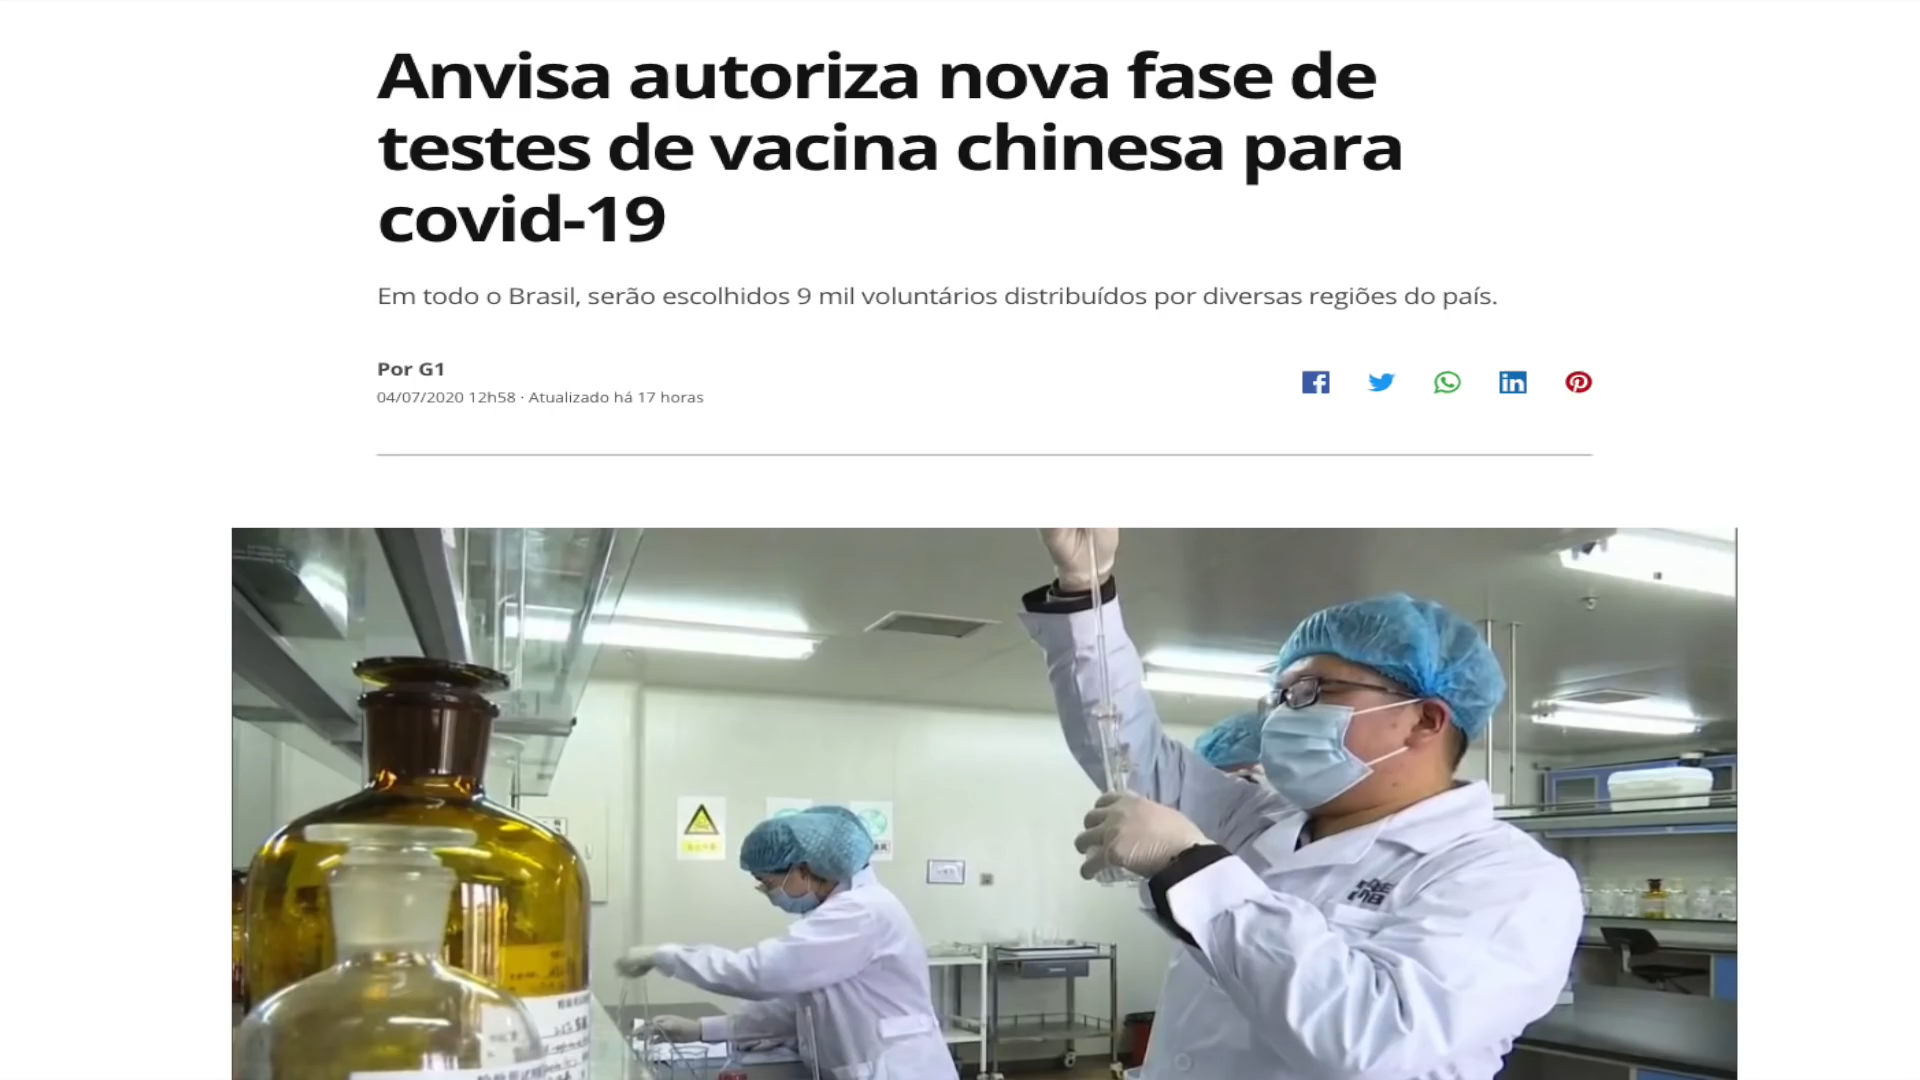 Anvisa autoriza nova fase de
testes de vacina chinesa para
covid-19
Em todo o Brasil, serão escolhidos 9 mil voluntários distribuídos por diversas regiões do país.
Por G1
04/07/2020 12h58 · Atualizado há 17 horas